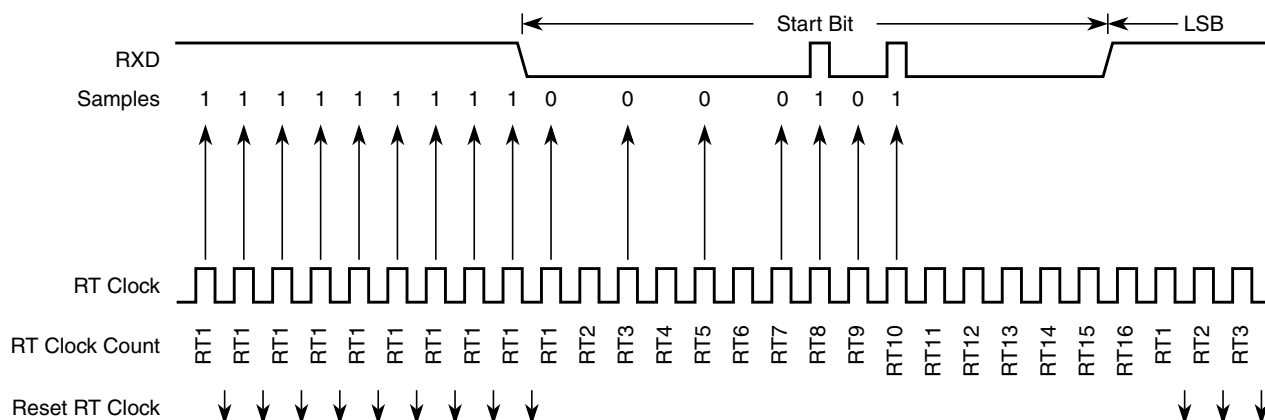 Start Bit LSB
RXD
Samples 1 1 1 1 1 1 1 1 1 0 0 0 0 1 0 1
RT Clock
RT Clock Count RT1 RT1 RT1 RT1 RT1 RT1 RT1 RT1 RT1 RT1 RT2 RT3 RT4 RT5 RT6 RT7 RT8 RT9 RT10 RT11 RT12 RT13 RT14 RT15 RT16 RT1 RT2 RT3
Reset RT Clock